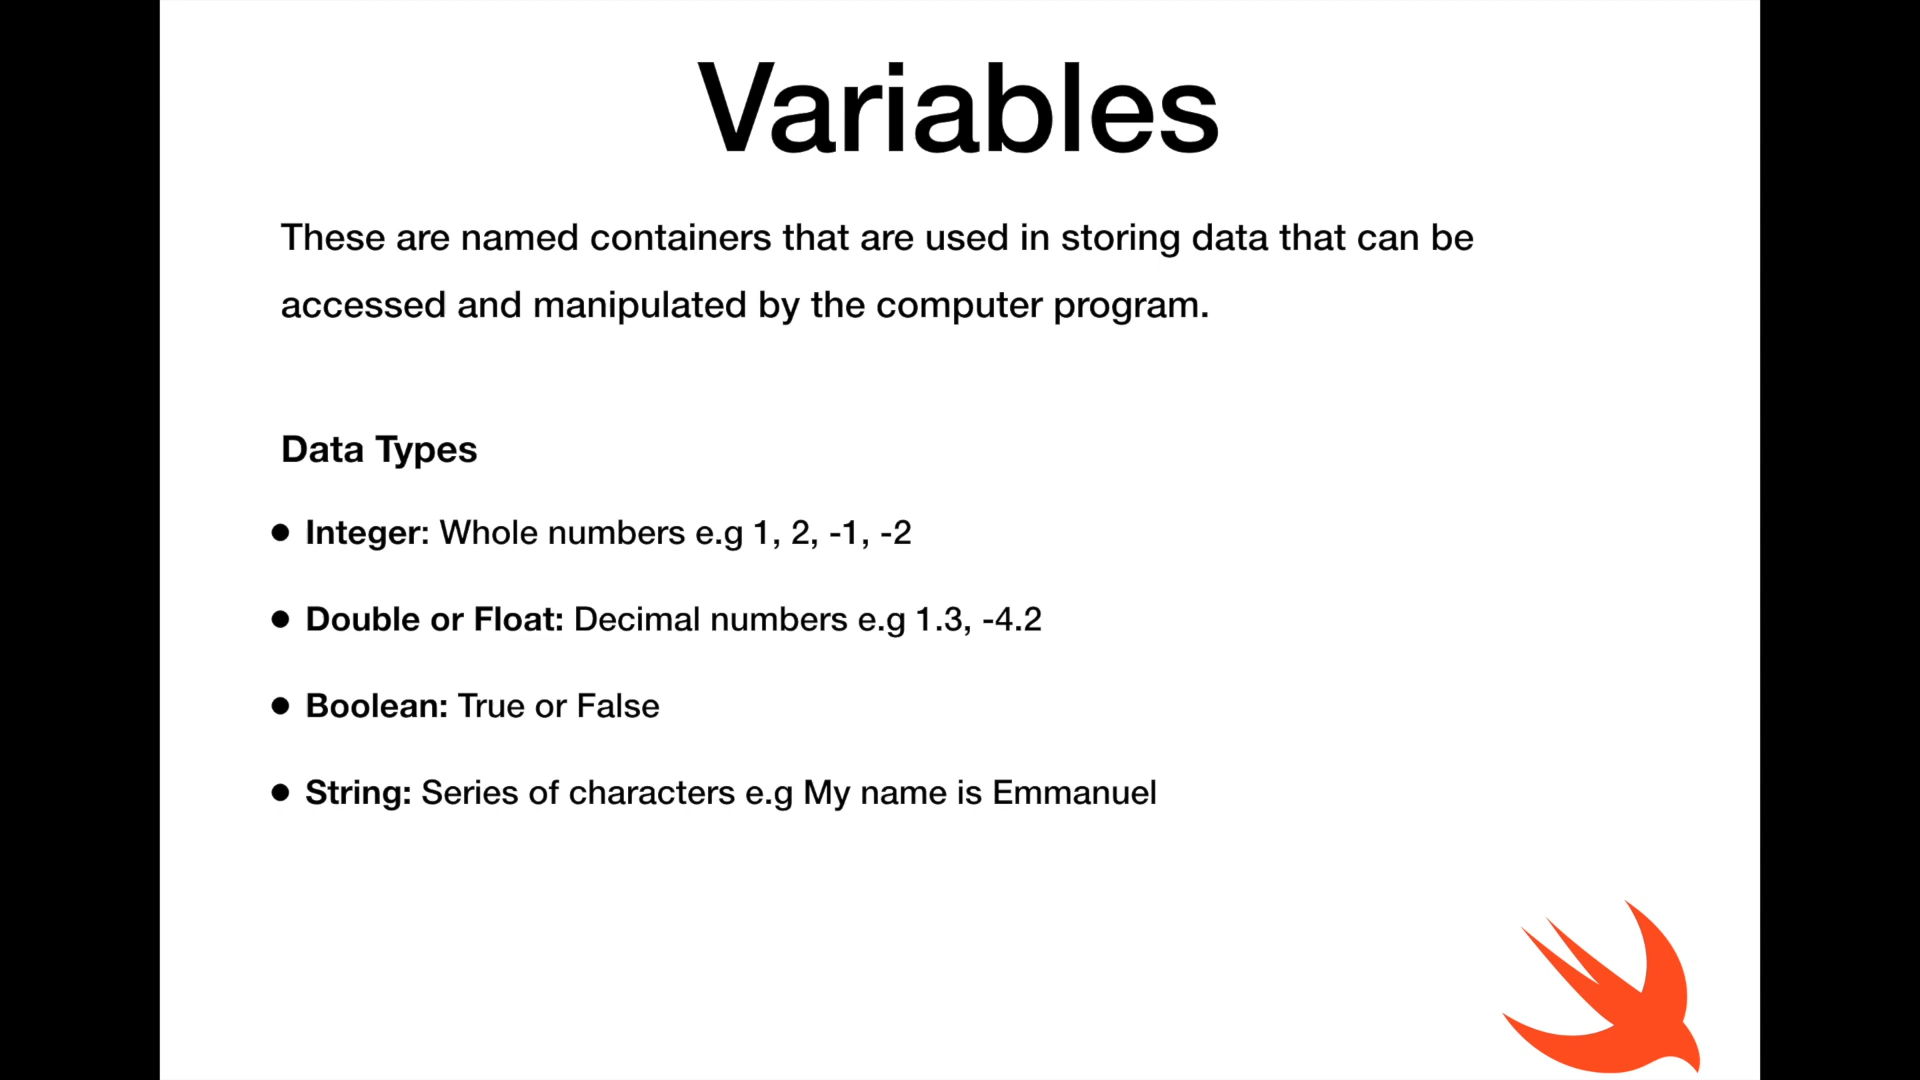 Variables
These are named containers that are used in storing data that can be
accessed and manipulated by the computer program.
Data Types
● Integer: Whole numbers e.g 1, 2, -1, -2
● Double or Float: Decimal numbers e.g 1.3, -4.2
● Boolean: True or False
● String: Series of characters e.g My name is Emmanuel